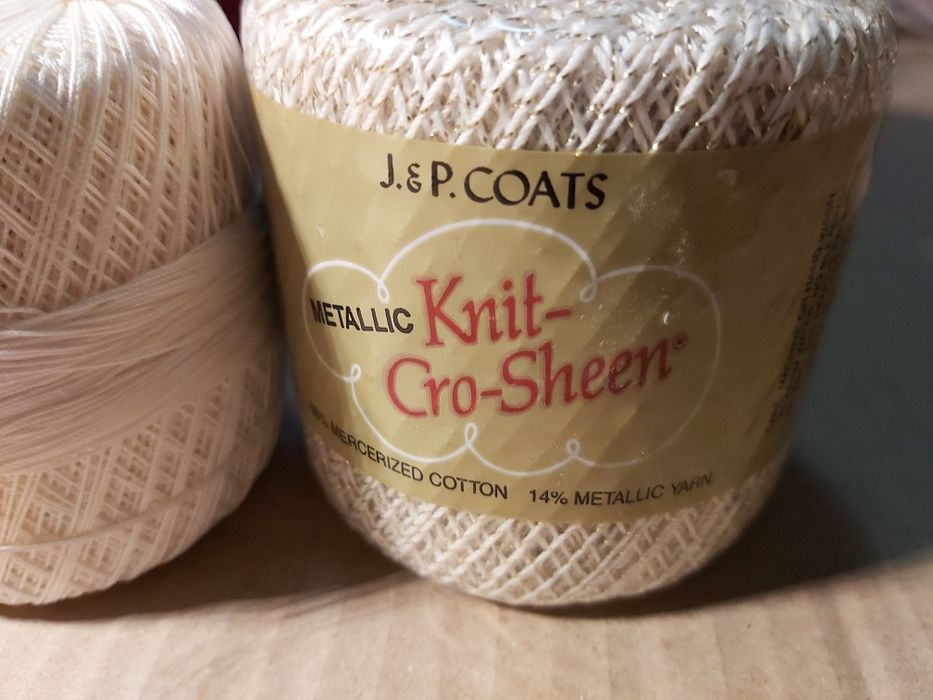 J. & P. COATS
METALLIC Knit-
Cro-Sheen®
MERCERIZED COTTON 14% METALLIC YARN